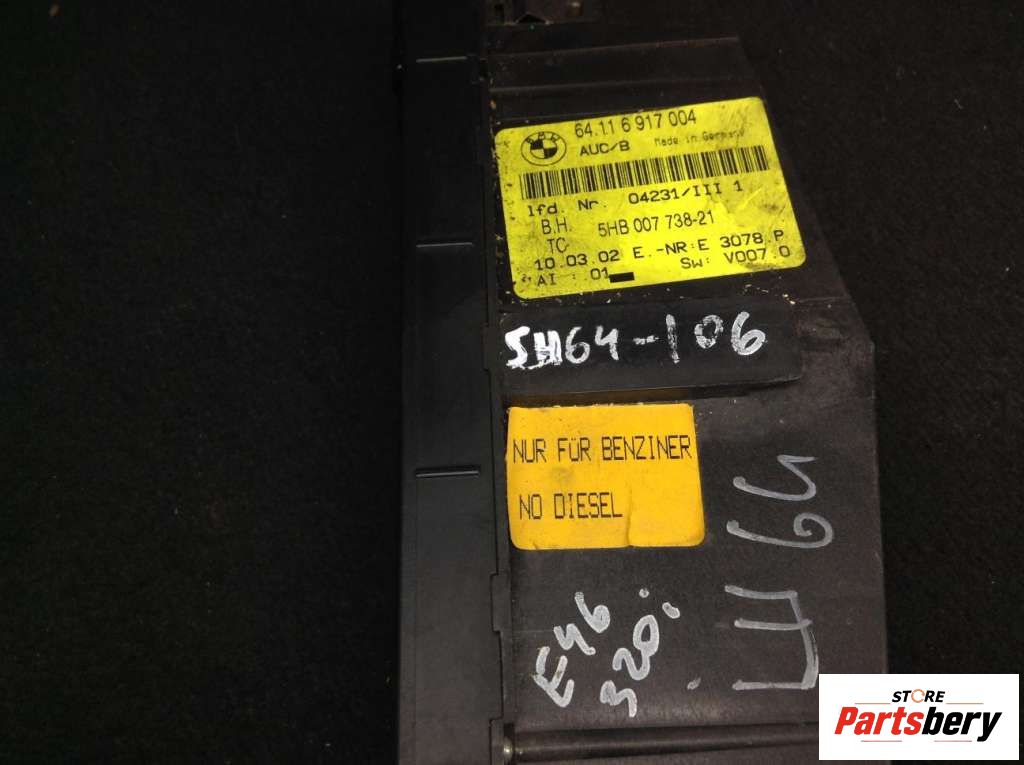 BMW
64.11 6 917 004
AUC/B Made in Germany
lfd. Nr. 04231/III 1
B.H. 5HB 007 738-21
TC
10.03.02 E.-NR:E 3078.P
AI : 01 SW: V007.0
SH64-106
NUR FÜR BENZINER
NO DIESEL
E46
320i
Ш64
STORE
Partsbery